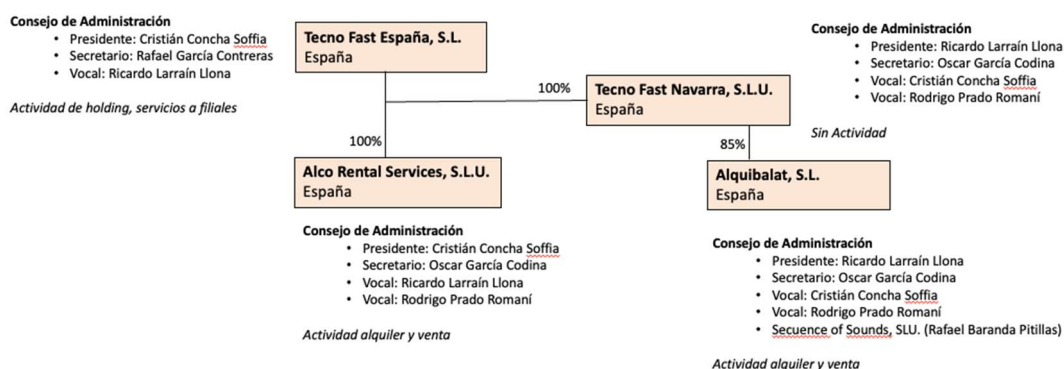 Consejo de Administración
• Presidente: Cristián Concha Soffia
• Secretario: Rafael García Contreras
• Vocal: Ricardo Larraín Llona
Actividad de holding, servicios a filiales
Tecno Fast España, S.L.
España
100%
Tecno Fast Navarra, S.L.U.
España
Consejo de Administración
• Presidente: Ricardo Larraín Llona
• Secretario: Oscar García Codina
• Vocal: Cristián Concha Soffia
• Vocal: Rodrigo Prado Romaní
Sin Actividad
100%
Alco Rental Services, S.L.U.
España
85%
Alquibalat, S.L.
España
Consejo de Administración
• Presidente: Cristián Concha Soffia
• Secretario: Oscar García Codina
• Vocal: Ricardo Larraín Llona
• Vocal: Rodrigo Prado Romaní
Actividad alquiler y venta
Consejo de Administración
• Presidente: Ricardo Larraín Llona
• Secretario: Oscar García Codina
• Vocal: Cristián Concha Soffia
• Vocal: Rodrigo Prado Romaní
• Secuence of Sounds, SLU. (Rafael Baranda Pitillas)
Actividad alquiler y venta